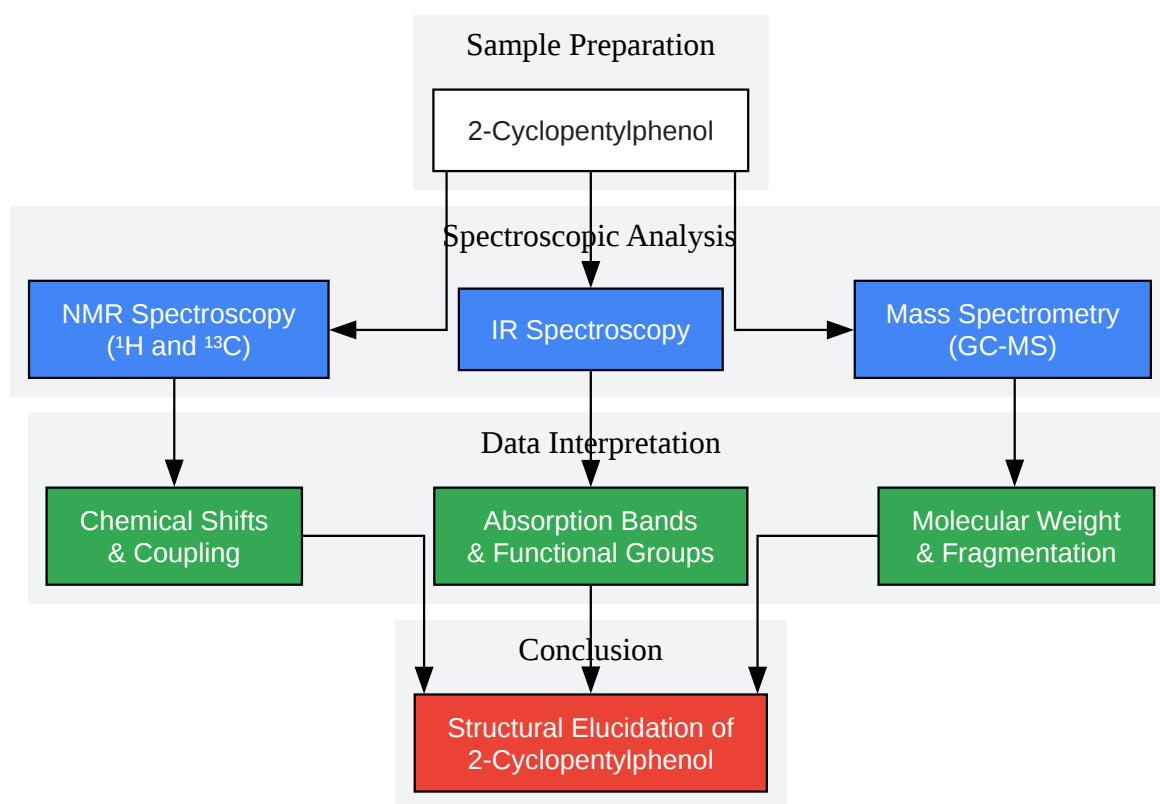 Sample Preparation
2-Cyclopentylphenol
Spectroscopic Analysis
NMR Spectroscopy
(¹H and ¹³C)
IR Spectroscopy
Mass Spectrometry
(GC-MS)
Data Interpretation
Chemical Shifts
& Coupling
Absorption Bands
& Functional Groups
Molecular Weight
& Fragmentation
Conclusion
Structural Elucidation of
2-Cyclopentylphenol